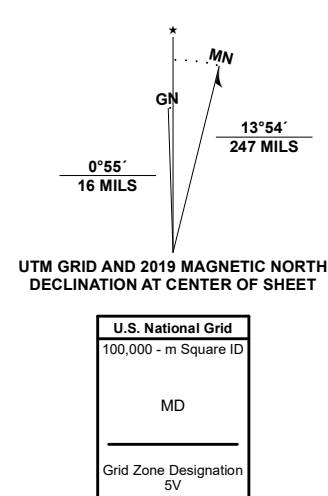 ★
MN
GN
13°54´
247 MILS
0°55´
16 MILS
UTM GRID AND 2019 MAGNETIC NORTH
DECLINATION AT CENTER OF SHEET
U.S. National Grid
100,000 - m Square ID
MD
Grid Zone Designation
5V